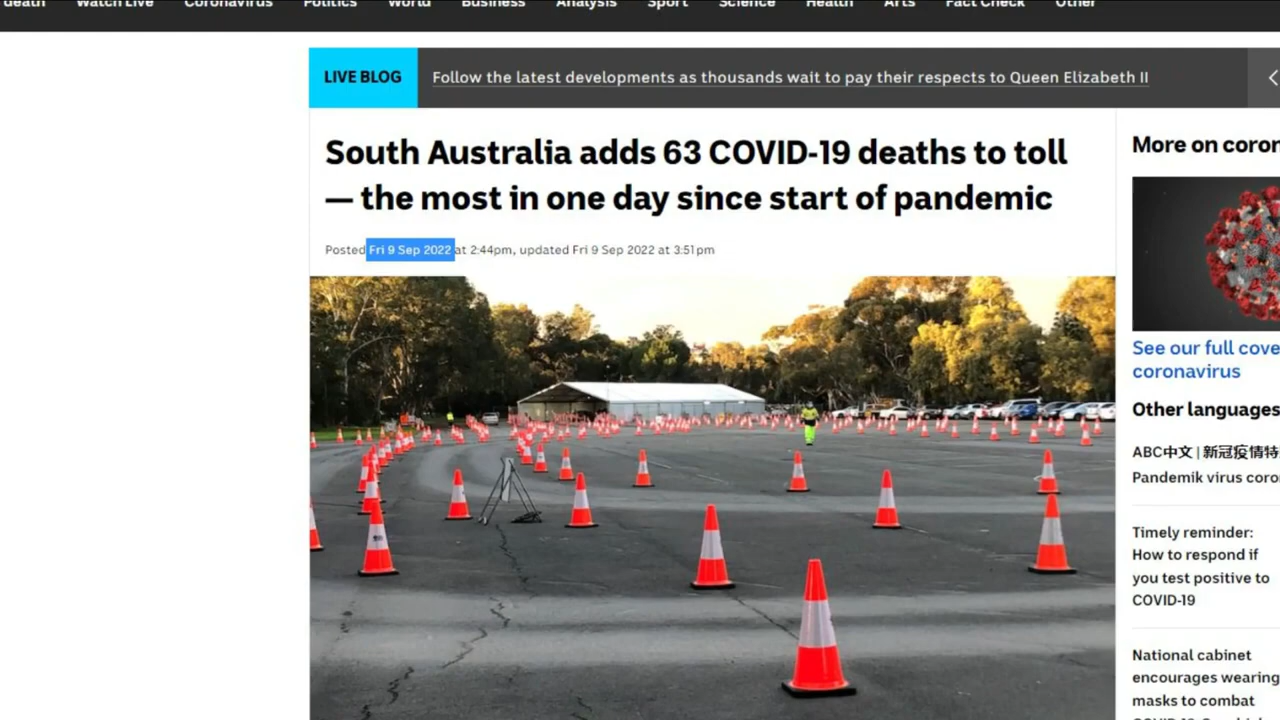 death Watch Live Coronavirus Politics World Business Analysis Sport Science Health Arts Fact Check Other
LIVE BLOG Follow the latest developments as thousands wait to pay their respects to Queen Elizabeth II
South Australia adds 63 COVID-19 deaths to toll
— the most in one day since start of pandemic
Posted Fri 9 Sep 2022 at 2:44pm, updated Fri 9 Sep 2022 at 3:51pm
More on coron
See our full cove
coronavirus
Other languages
ABC中文 | 新冠疫情特
Pandemik virus coro
Timely reminder:
How to respond if
you test positive to
COVID-19
National cabinet
encourages wearing
masks to combat